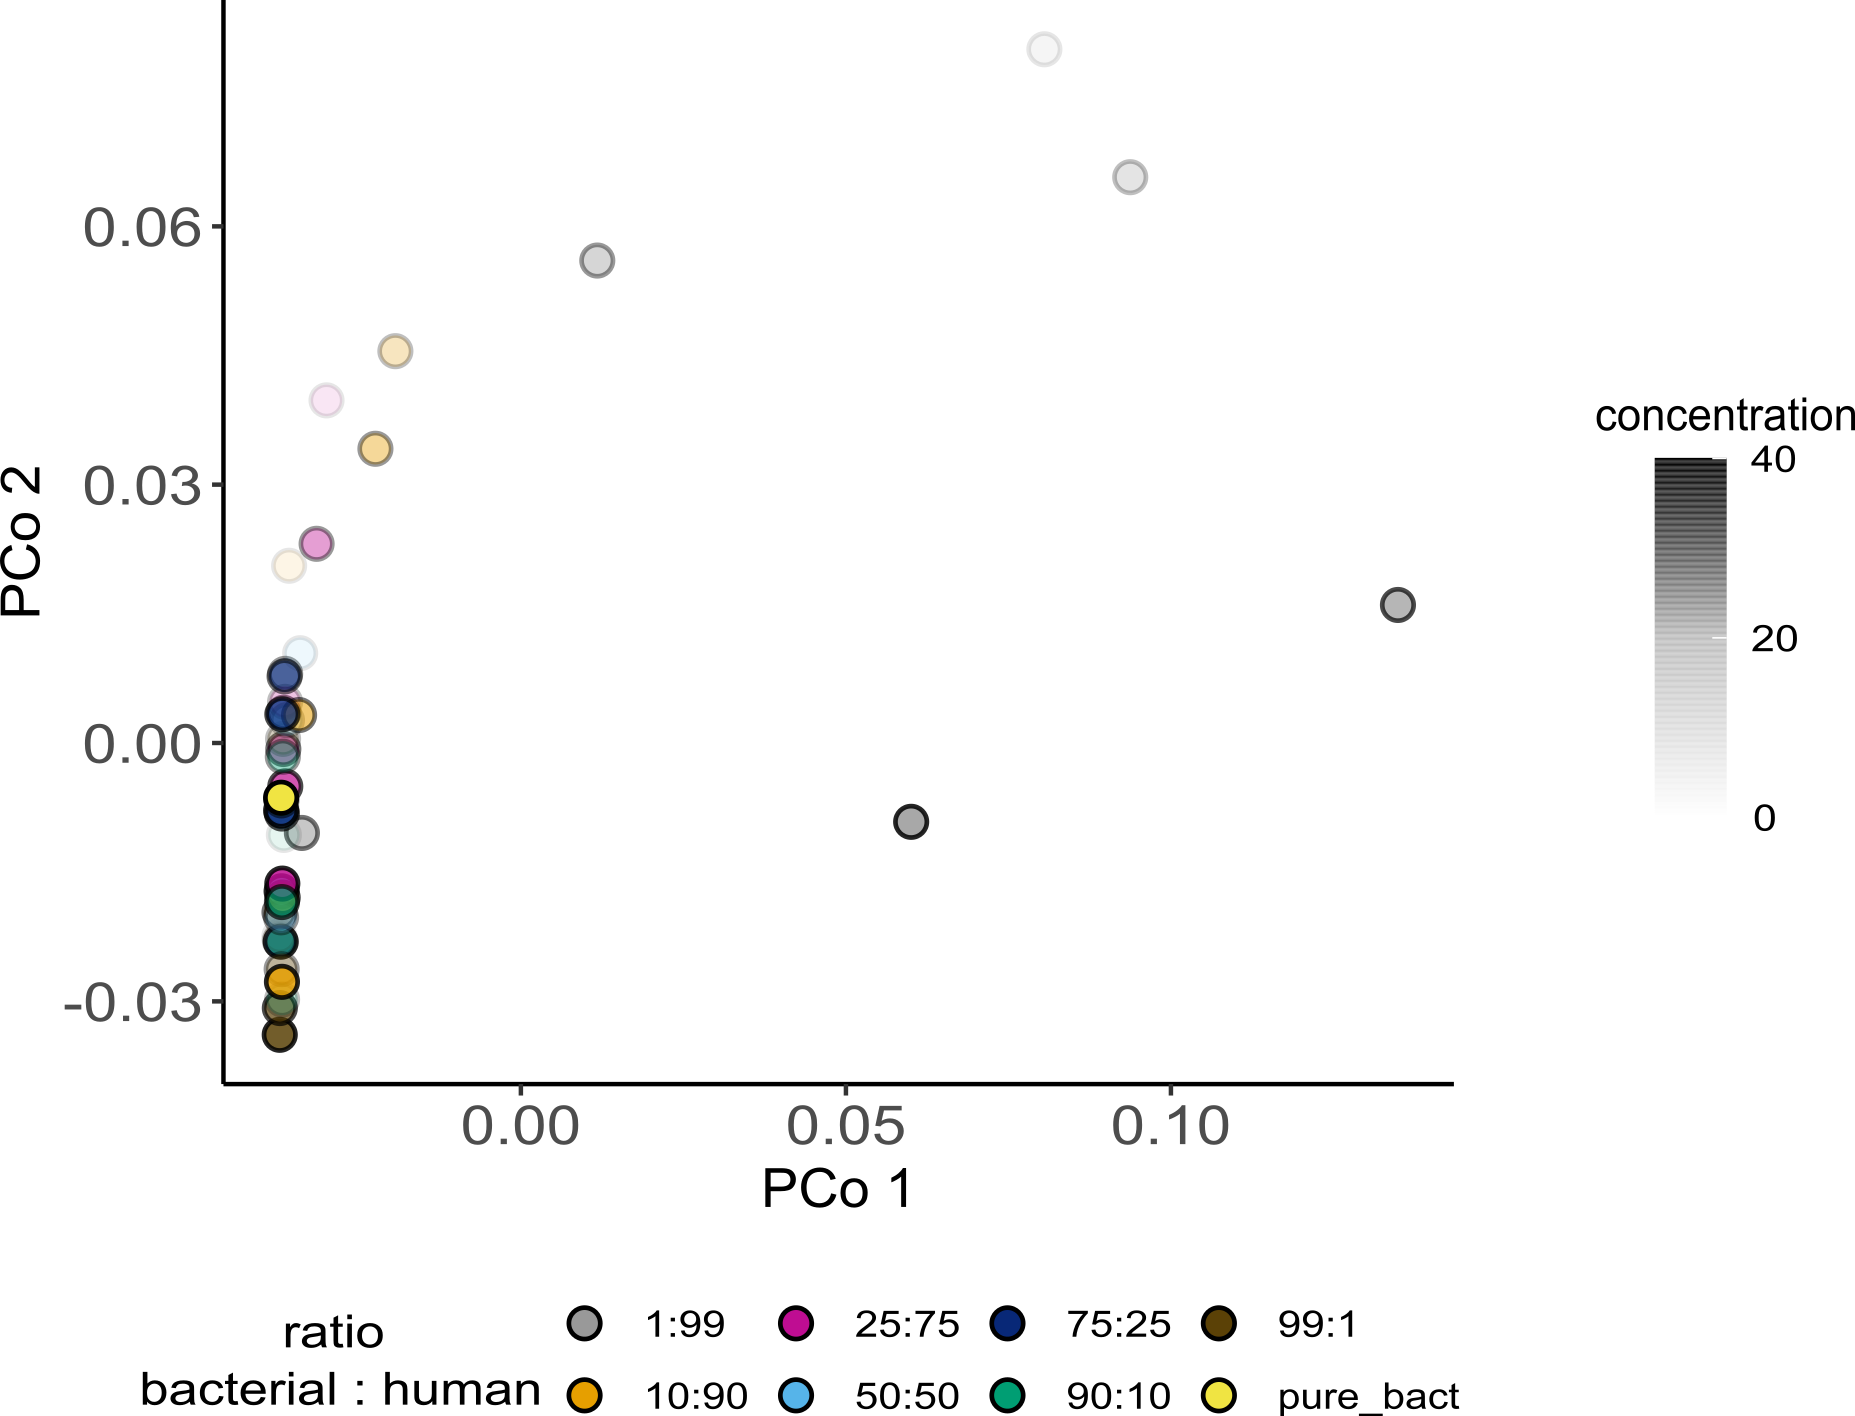 0.06
0.03
0.00
-0.03
PCo 2
0.00 0.05 0.10
PCo 1
concentration
40
20
0
ratio
bacterial : human
1:99 25:75 75:25 99:1
10:90 50:50 90:10 pure_bact